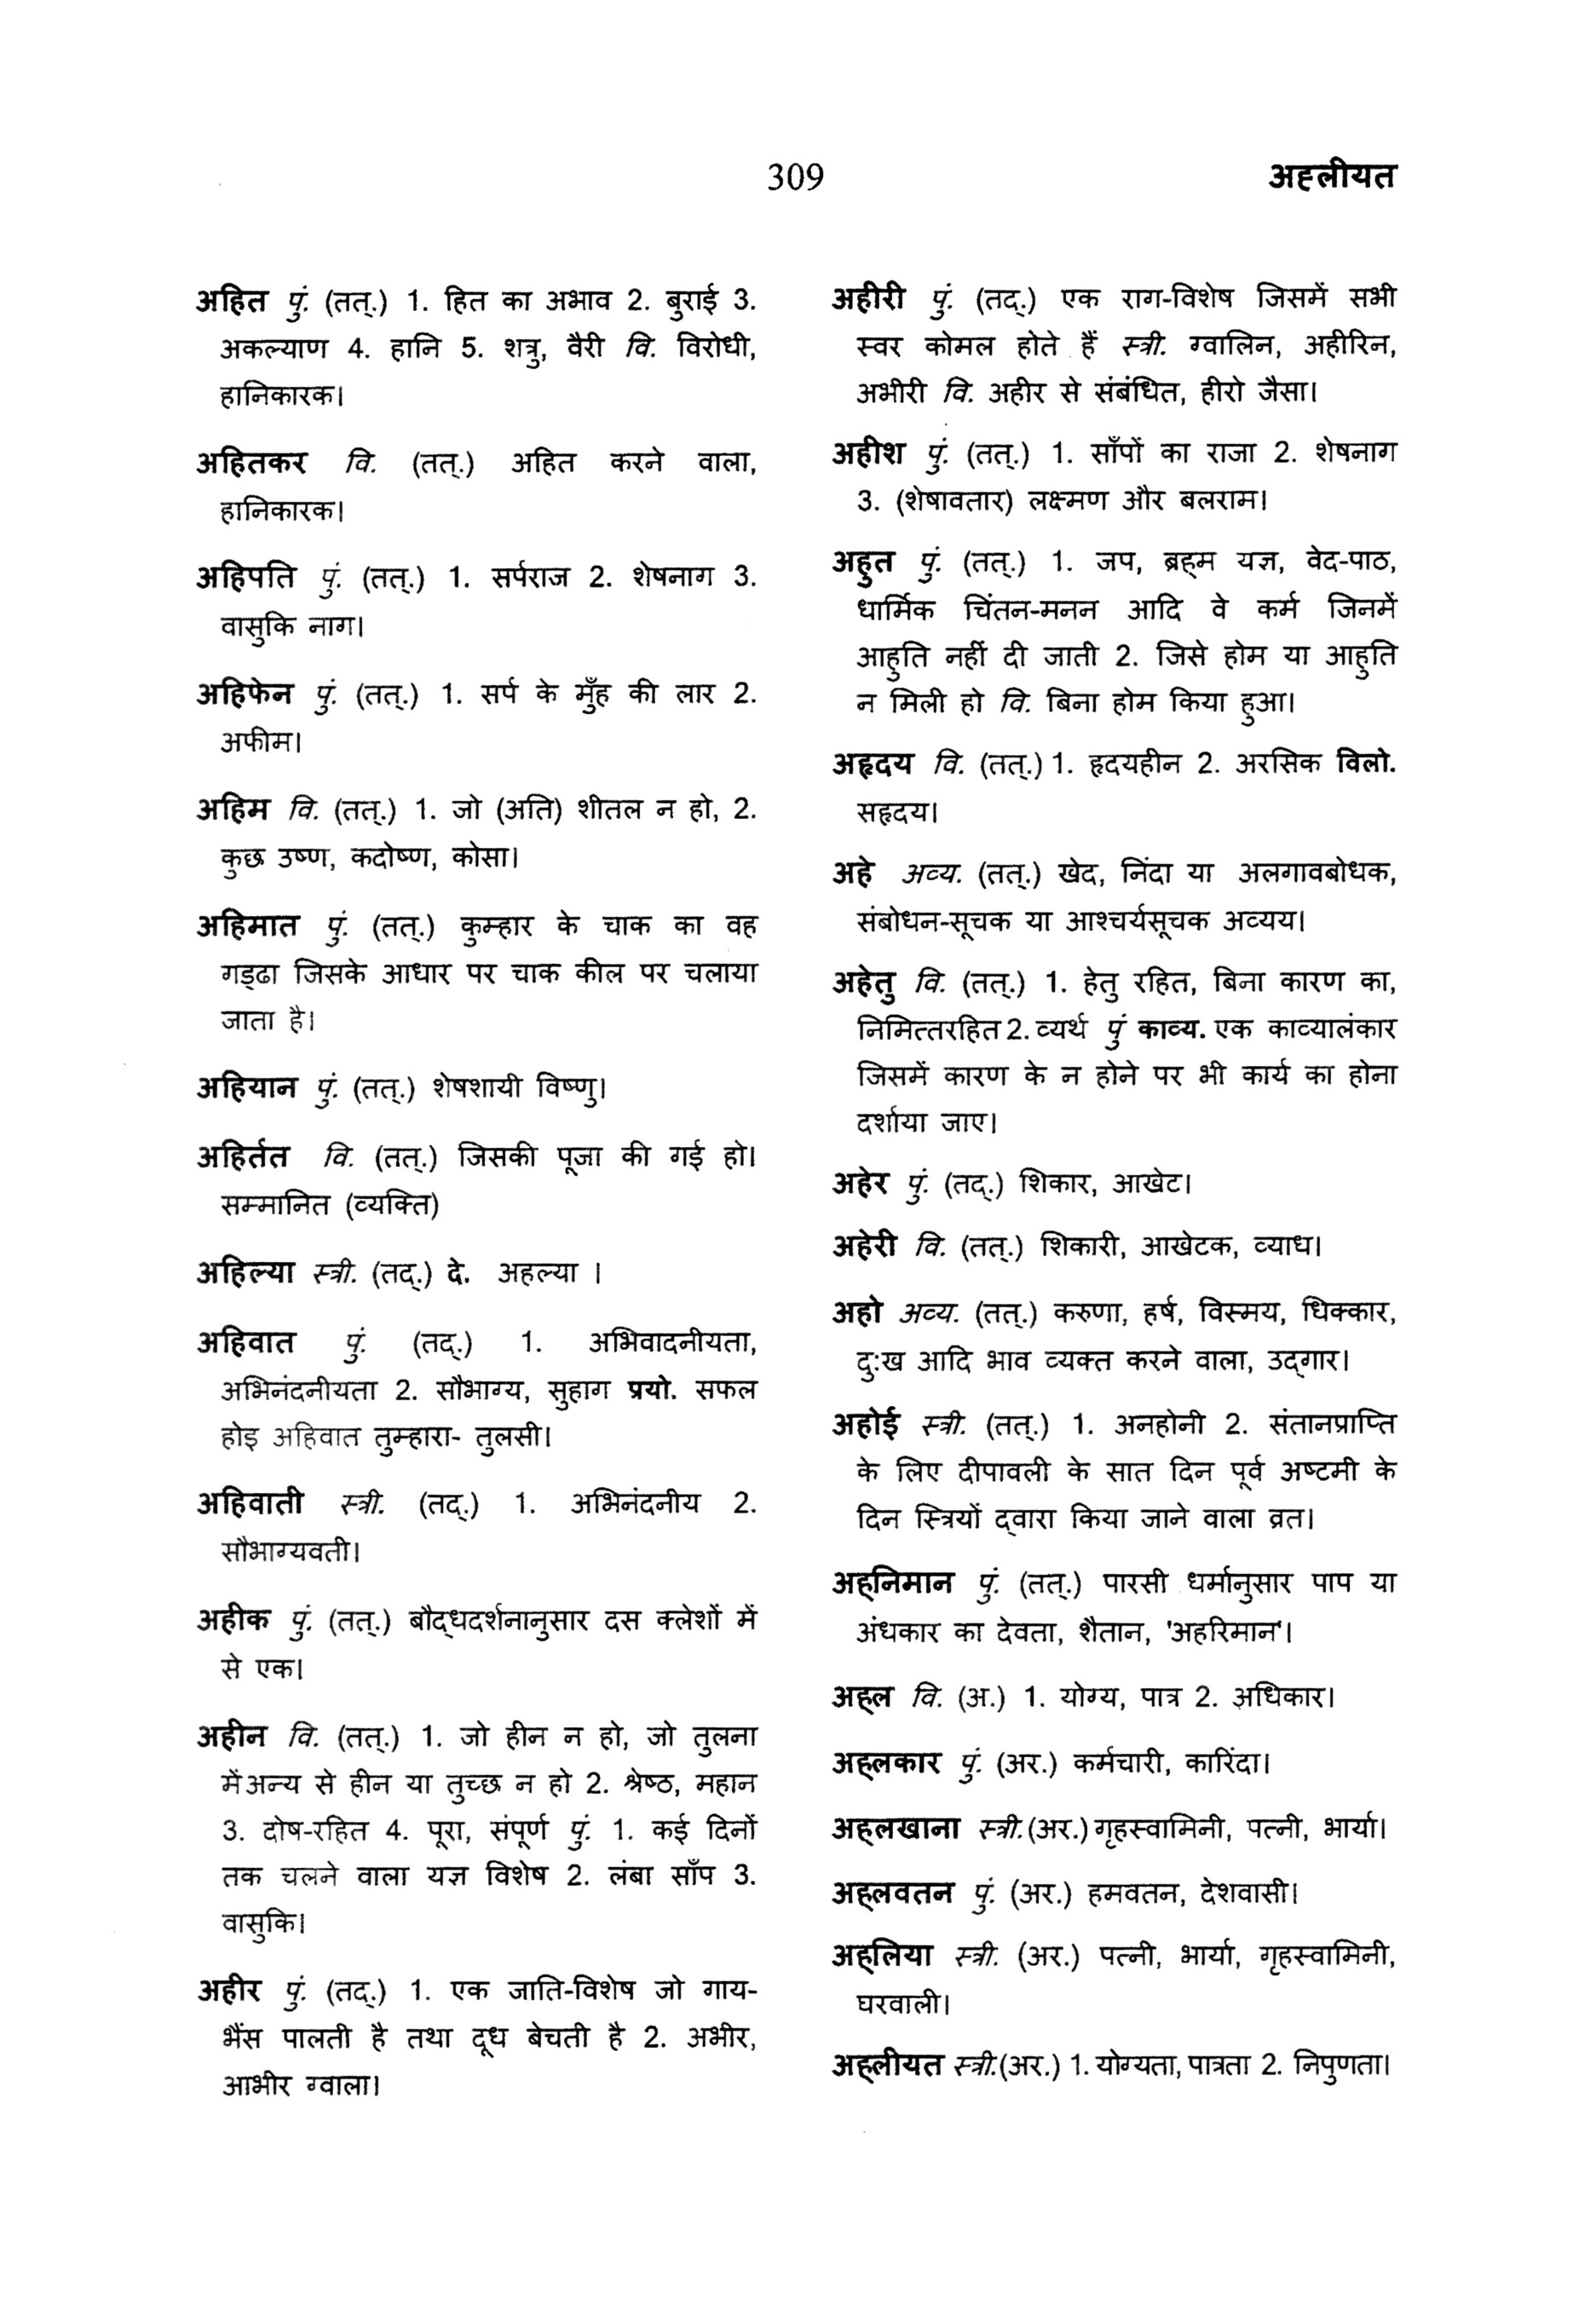 309
अह्लीयत
अहित पुं. (तत्.) 1. हित का अभाव 2. बुराई 3.
अकल्याण 4. हानि 5. शत्रु, वैरी वि. विरोधी,
हानिकारक।
अहितकर वि. (तत्.) अहित करने वाला,
हानिकारक।
अहिपति पुं. (तत्.) 1. सर्पराज 2. शेषनाग 3.
वासुकि नाग।
अहिफेन पुं. (तत्.) 1. सर्प के मुँह की लार 2.
अफीम।
अहिम वि. (तत्.) 1. जो (अति) शीतल न हो, 2.
कुछ उष्ण, कदोष्ण, कोसा।
अहिमात पुं. (तत्.) कुम्हार के चाक का वह
गड्ढा जिसके आधार पर चाक कील पर चलाया
जाता है।
अहियान पुं. (तत्.) शेषशायी विष्णु।
अहिर्तत वि. (तत्.) जिसकी पूजा की गई हो।
सम्मानित (व्यक्ति)
अहिल्या स्त्री. (तद्.) दे. अहल्या ।
अहिवात पुं. (तद्.) 1. अभिवादनीयता,
अभिनंदनीयता 2. सौभाग्य, सुहाग प्रयो. सफल
होइ अहिवात तुम्हारा- तुलसी।
अहिवाती स्त्री. (तद्.) 1. अभिनंदनीय 2.
सौभाग्यवती।
अहीक पुं. (तत्.) बौद्धदर्शनानुसार दस क्लेशों में
से एक।
अहीन वि. (तत्.) 1. जो हीन न हो, जो तुलना
में अन्य से हीन या तुच्छ न हो 2. श्रेष्ठ, महान
3. दोष-रहित 4. पूरा, संपूर्ण पुं. 1. कई दिनों
तक चलने वाला यज्ञ विशेष 2. लंबा साँप 3.
वासुकि।
अहीर पुं. (तद्.) 1. एक जाति-विशेष जो गाय-
भैंस पालती है तथा दूध बेचती है 2. अभीर,
आभीर ग्वाला।
अहीरी पुं. (तद्.) एक राग-विशेष जिसमें सभी
स्वर कोमल होते हैं स्त्री. ग्वालिन, अहीरिन,
अभीरी वि. अहीर से संबंधित, हीरो जैसा।
अहीश पुं. (तत्.) 1. साँपों का राजा 2. शेषनाग
3. (शेषावतार) लक्ष्मण और बलराम।
अहुत पुं. (तत्.) 1. जप, ब्रह्म यज्ञ, वेद-पाठ,
धार्मिक चिंतन-मनन आदि वे कर्म जिनमें
आहुति नहीं दी जाती 2. जिसे होम या आहुति
न मिली हो वि. बिना होम किया हुआ।
अहृदय वि. (तत्.) 1. हृदयहीन 2. अरसिक विलो.
सहृदय।
अहे अव्य. (तत्.) खेद, निंदा या अलगावबोधक,
संबोधन-सूचक या आश्चर्यसूचक अव्यय।
अहेतु वि. (तत्.) 1. हेतु रहित, बिना कारण का,
निमित्तरहित 2. व्यर्थ पुं काव्य. एक काव्यालंकार
जिसमें कारण के न होने पर भी कार्य का होना
दर्शाया जाए।
अहेर पुं. (तद्.) शिकार, आखेट।
अहेरी वि. (तत्.) शिकारी, आखेटक, व्याध।
अहो अव्य. (तत्.) करुणा, हर्ष, विस्मय, धिक्कार,
दु:ख आदि भाव व्यक्त करने वाला, उद्गार।
अहोई स्त्री. (तत्.) 1. अनहोनी 2. संतानप्राप्ति
के लिए दीपावली के सात दिन पूर्व अष्टमी के
दिन स्त्रियों द्वारा किया जाने वाला व्रत।
अह्निमान पुं. (तत्.) पारसी धर्मानुसार पाप या
अंधकार का देवता, शैतान, 'अहरिमान'।
अह्ल वि. (अ.) 1. योग्य, पात्र 2. अधिकार।
अह्लकार पुं. (अर.) कर्मचारी, कारिंदा।
अह्लखाना स्त्री. (अर.) गृहस्वामिनी, पत्नी, भार्या।
अह्लवतन पुं. (अर.) हमवतन, देशवासी।
अह्लिया स्त्री. (अर.) पत्नी, भार्या, गृहस्वामिनी,
घरवाली।
अह्लीयत स्त्री. (अर.) 1. योग्यता, पात्रता 2. निपुणता।